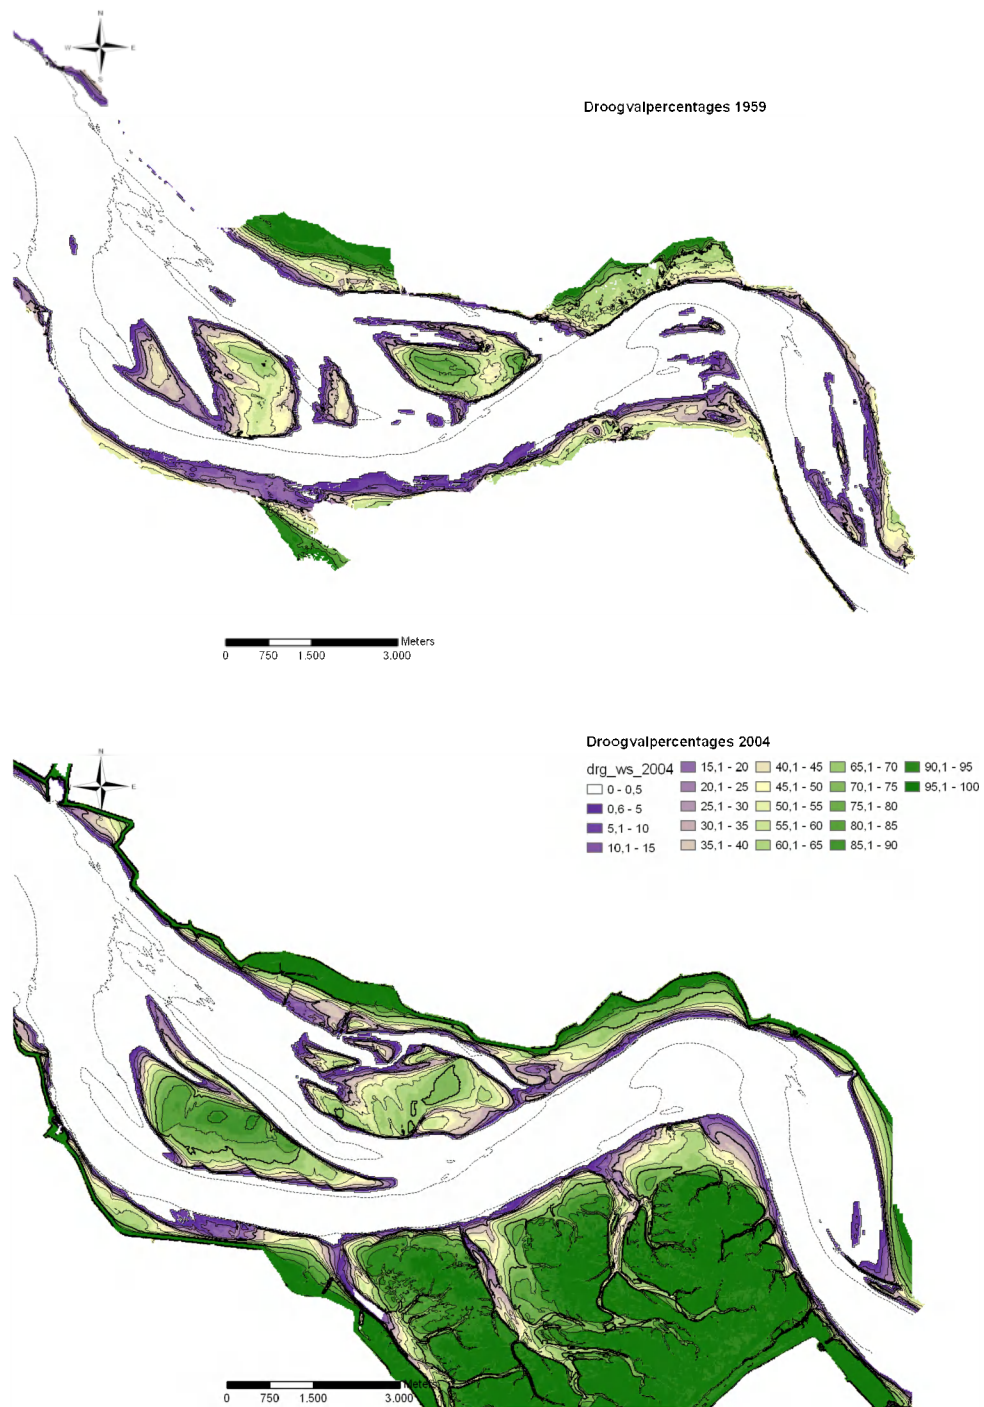 N
W E
S
Droogvalpercentages 1959
Meters
0 750 1.500 3.000
Droogvalpercentages 2004
drg_ws_2004
0 - 0,5
0,6 - 5
5,1 - 10
10,1 - 15
15,1 - 20
20,1 - 25
25,1 - 30
30,1 - 35
35,1 - 40
40,1 - 45
45,1 - 50
50,1 - 55
55,1 - 60
60,1 - 65
65,1 - 70
70,1 - 75
75,1 - 80
80,1 - 85
85,1 - 90
90,1 - 95
95,1 - 100
N
E
Meters
0 750 1.500 3.000